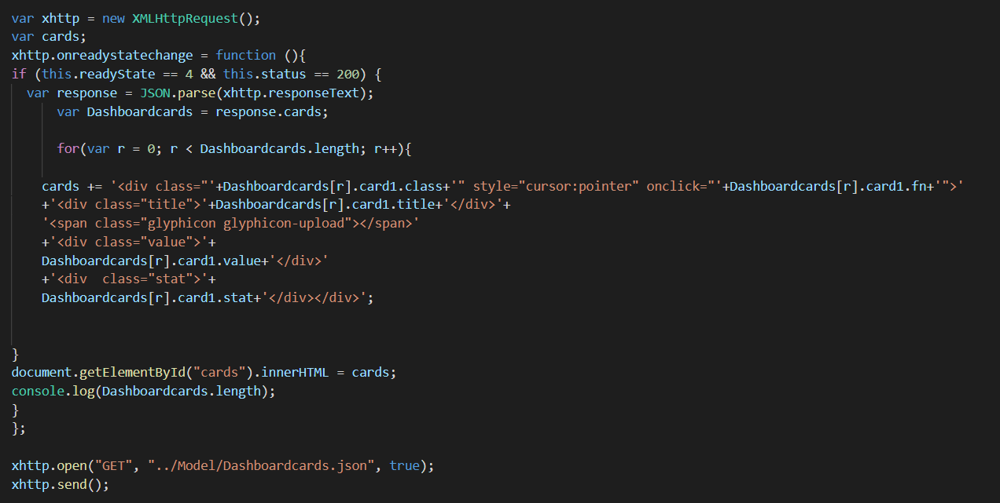 var xhttp = new XMLHttpRequest();
var cards;
xhttp.onreadystatechange = function (){
if (this.readyState == 4 && this.status == 200) {
  var response = JSON.parse(xhttp.responseText);
      var Dashboardcards = response.cards;
      for(var r = 0; r < Dashboardcards.length; r++){
    cards += '<div class="'+Dashboardcards[r].card1.class+'" style="cursor:pointer" onclick="'+Dashboardcards[r].card1.fn+'">'
    +'<div class="title">'+Dashboardcards[r].card1.title+'</div>'+
    '<span class="glyphicon glyphicon-upload"></span>'
    +'<div class="value">'+
    Dashboardcards[r].card1.value+'</div>'
    +'<div  class="stat">'+
    Dashboardcards[r].card1.stat+'</div></div>';
}
document.getElementById("cards").innerHTML = cards;
console.log(Dashboardcards.length);
}
};
xhttp.open("GET", "../Model/Dashboardcards.json", true);
xhttp.send();